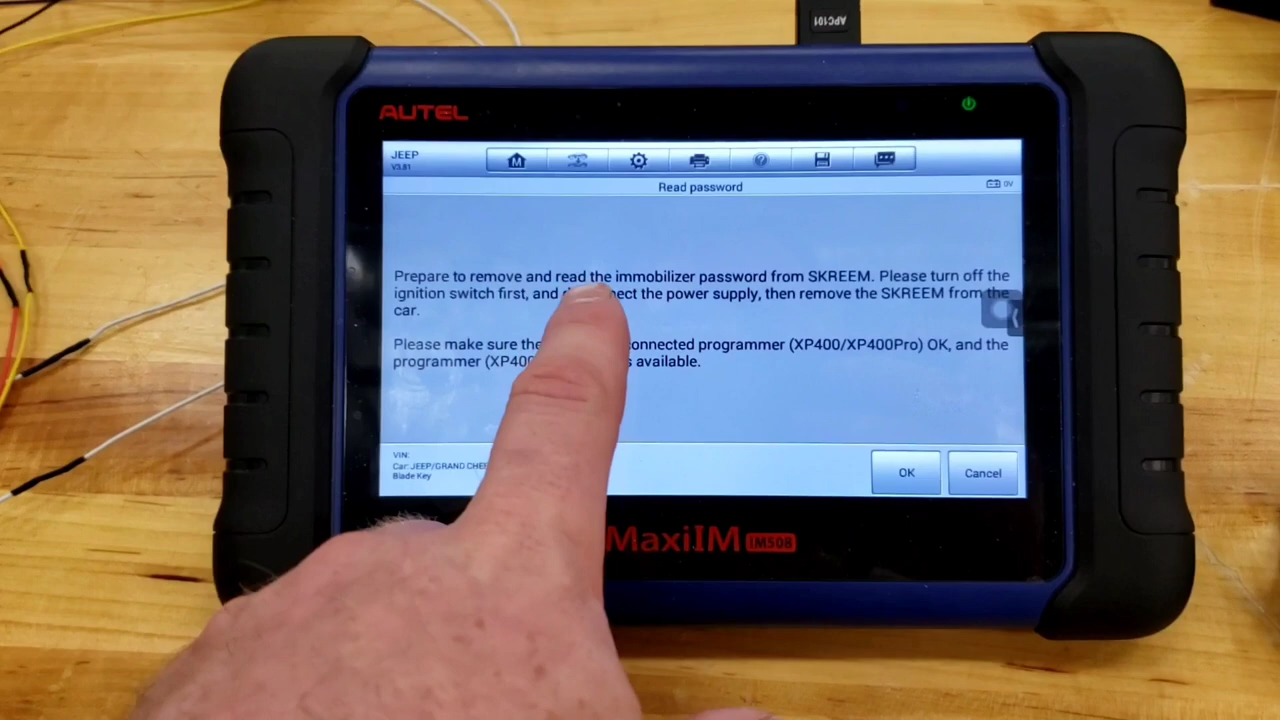 APC101
AUTEL
JEEP
V3.81
M
Read password
0V
Prepare to remove and read the immobilizer password from SKREEM. Please turn off the
ignition switch first, and nect the power supply, then remove the SKREEM from the
car.
Please make sure the onnected programmer (XP400/XP400Pro) OK, and the
programmer (XP400 s available.
VIN:
Car: JEEP/GRAND CHE
Blade Key
OK
Cancel
MaxiIM IM508